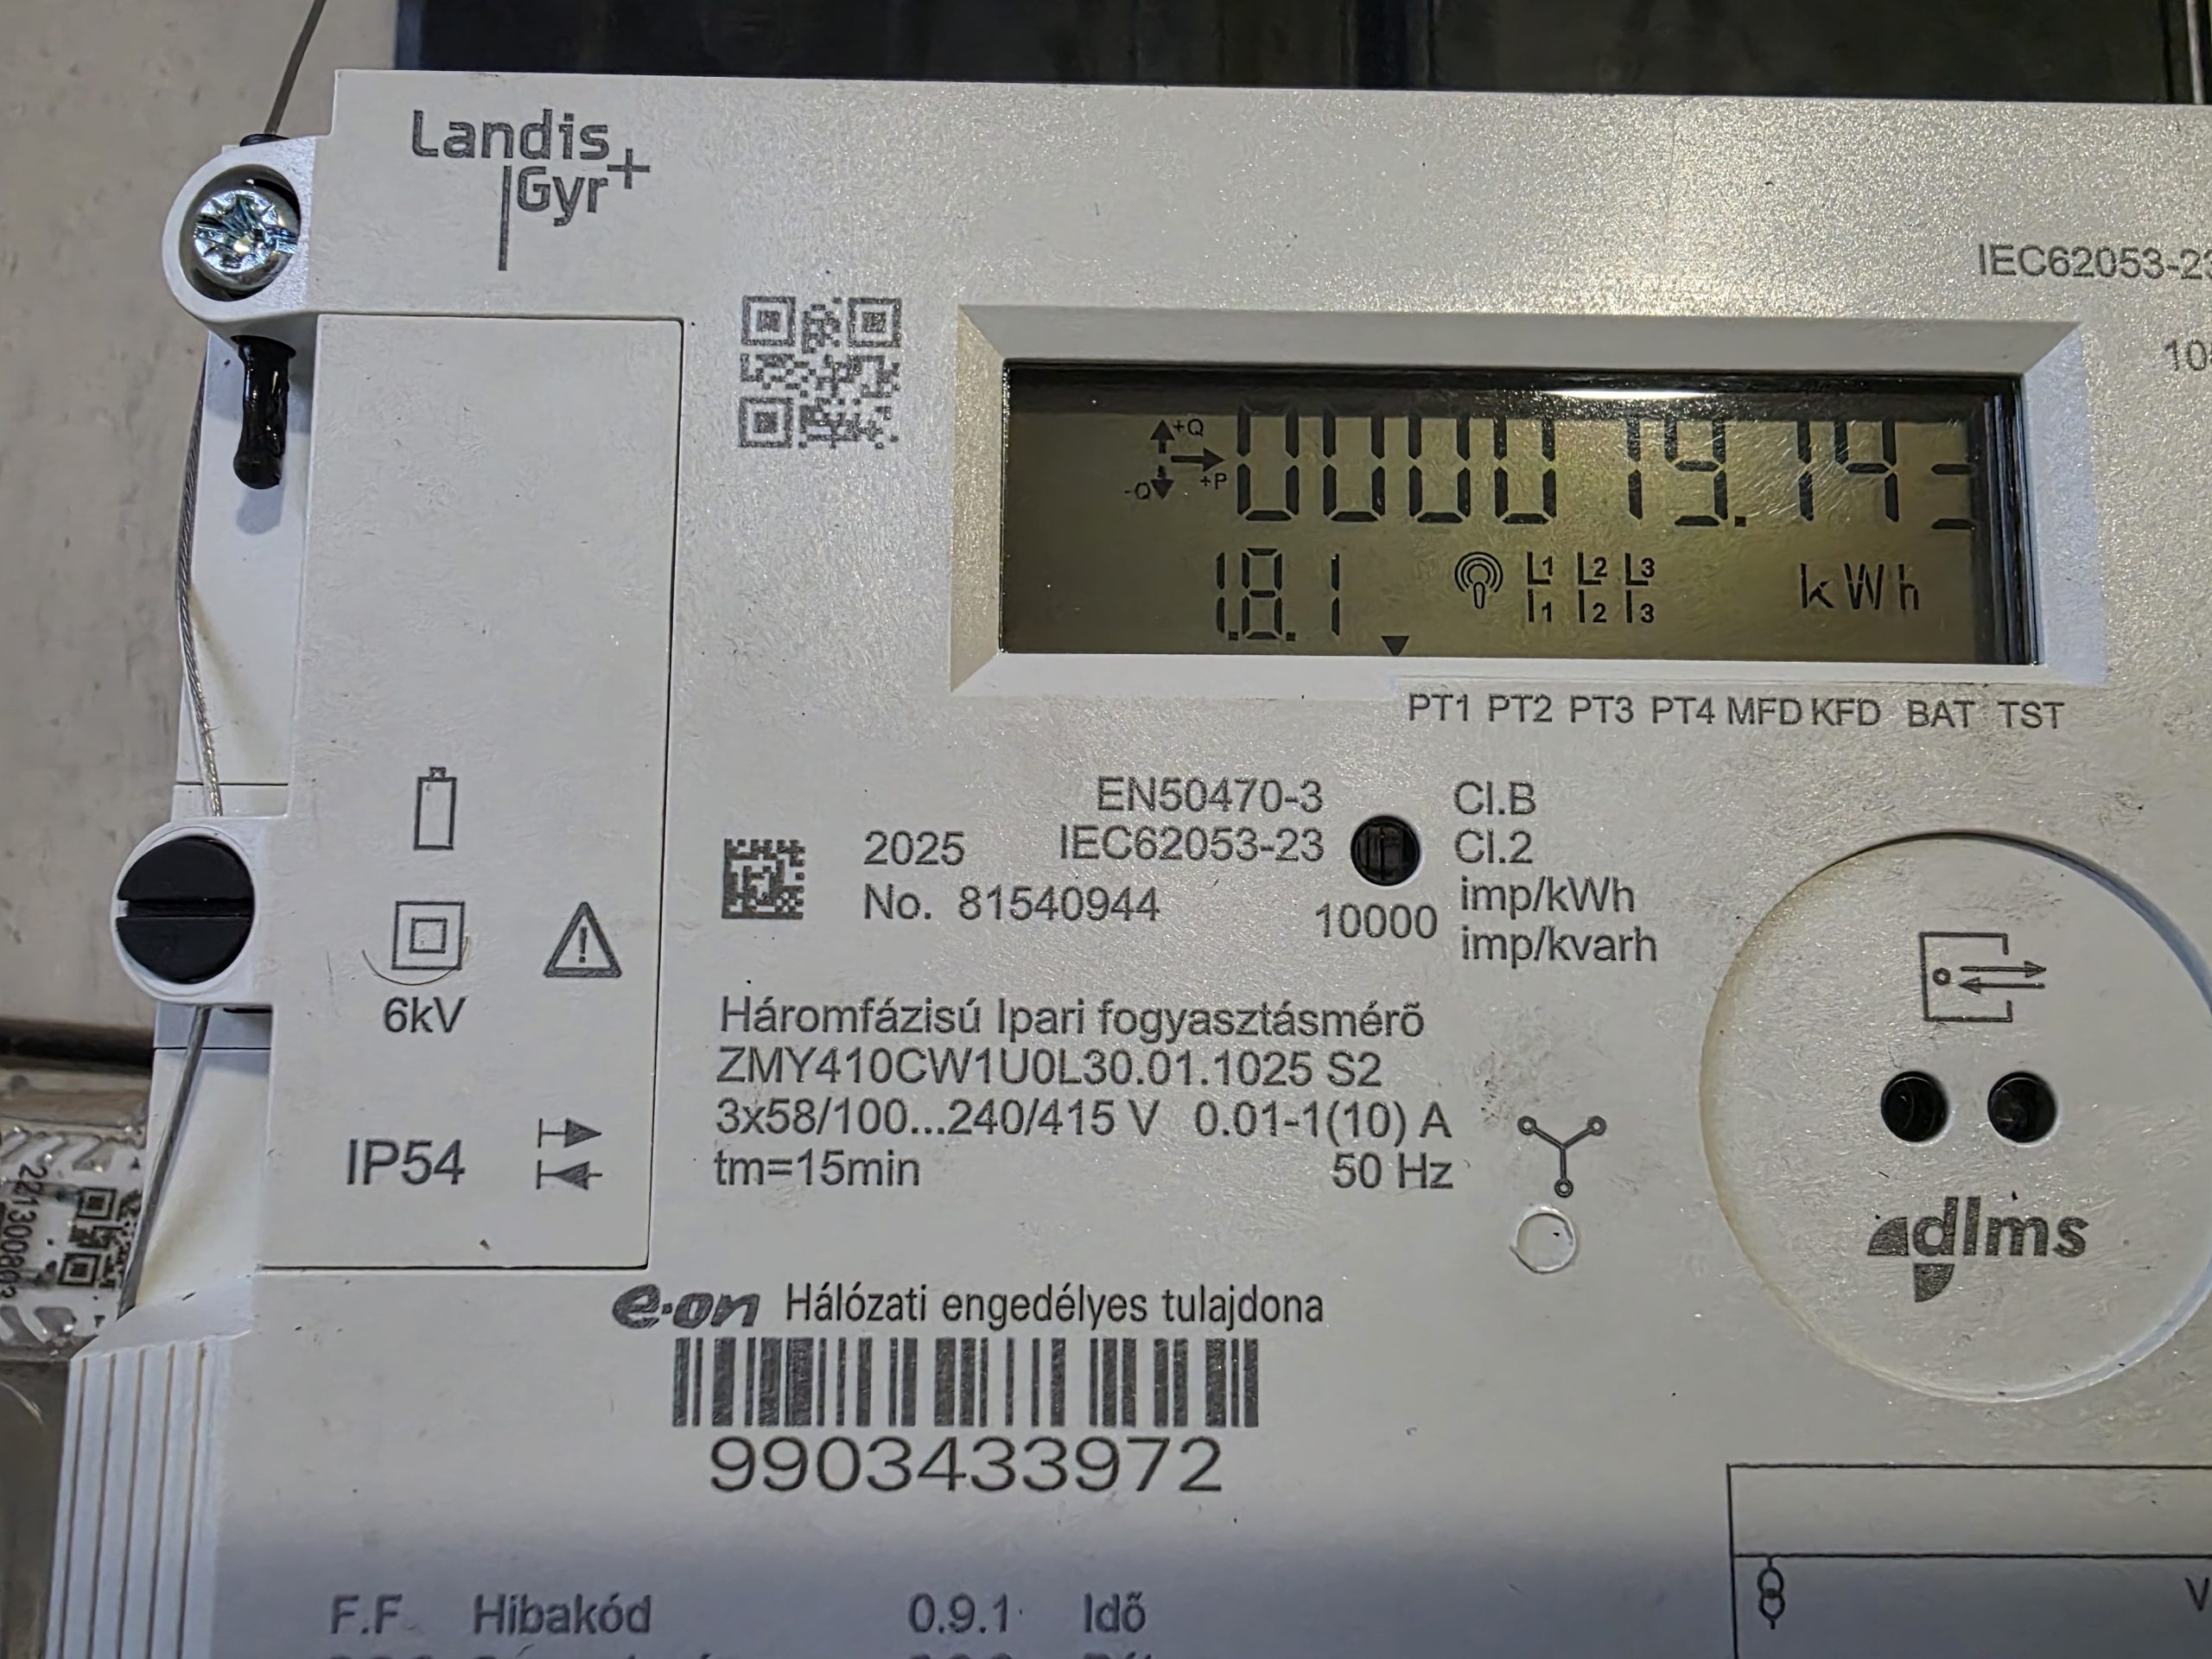 Landis
Gyr+
IEC62053-23
+Q
+P
-Q
1.8.1
L1 L2 L3
I1 I2 I3
kWh
PT1 PT2 PT3 PT4 MFD KFD BAT TST
EN50470-3 Cl.B
2025 IEC62053-23 Cl.2
No. 81540944 10000 imp/kWh
imp/kvarh
6kV
Háromfázisú Ipari fogyasztásmérő
ZMY410CW1U0L30.01.1025 S2
3x58/100...240/415 V 0.01-1(10) A
tm=15min 50 Hz
IP54
dlms
e·on Hálózati engedélyes tulajdona
9903433972
F.F Hibakód 0.9.1 Idő